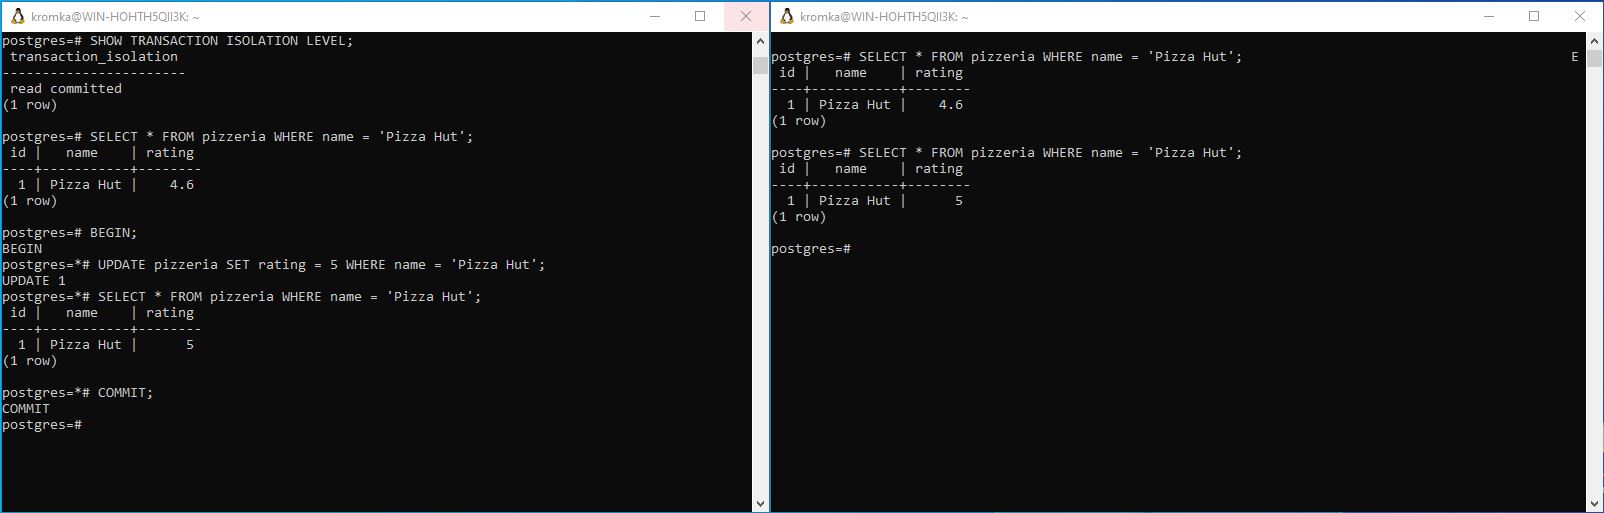 kromka@WIN-HOHTH5QII3K: ~
postgres=# SHOW TRANSACTION ISOLATION LEVEL;
 transaction_isolation
-----------------------
 read committed
(1 row)

postgres=# SELECT * FROM pizzeria WHERE name = 'Pizza Hut';
 id |   name    | rating
----+-----------+--------
  1 | Pizza Hut |    4.6
(1 row)

postgres=# BEGIN;
BEGIN
postgres=*# UPDATE pizzeria SET rating = 5 WHERE name = 'Pizza Hut';
UPDATE 1
postgres=*# SELECT * FROM pizzeria WHERE name = 'Pizza Hut';
 id |   name    | rating
----+-----------+--------
  1 | Pizza Hut |      5
(1 row)

postgres=*# COMMIT;
COMMIT
postgres=#
kromka@WIN-HOHTH5QII3K: ~
postgres=# SELECT * FROM pizzeria WHERE name = 'Pizza Hut'; E
 id |   name    | rating
----+-----------+--------
  1 | Pizza Hut |    4.6
(1 row)

postgres=# SELECT * FROM pizzeria WHERE name = 'Pizza Hut';
 id |   name    | rating
----+-----------+--------
  1 | Pizza Hut |      5
(1 row)

postgres=#